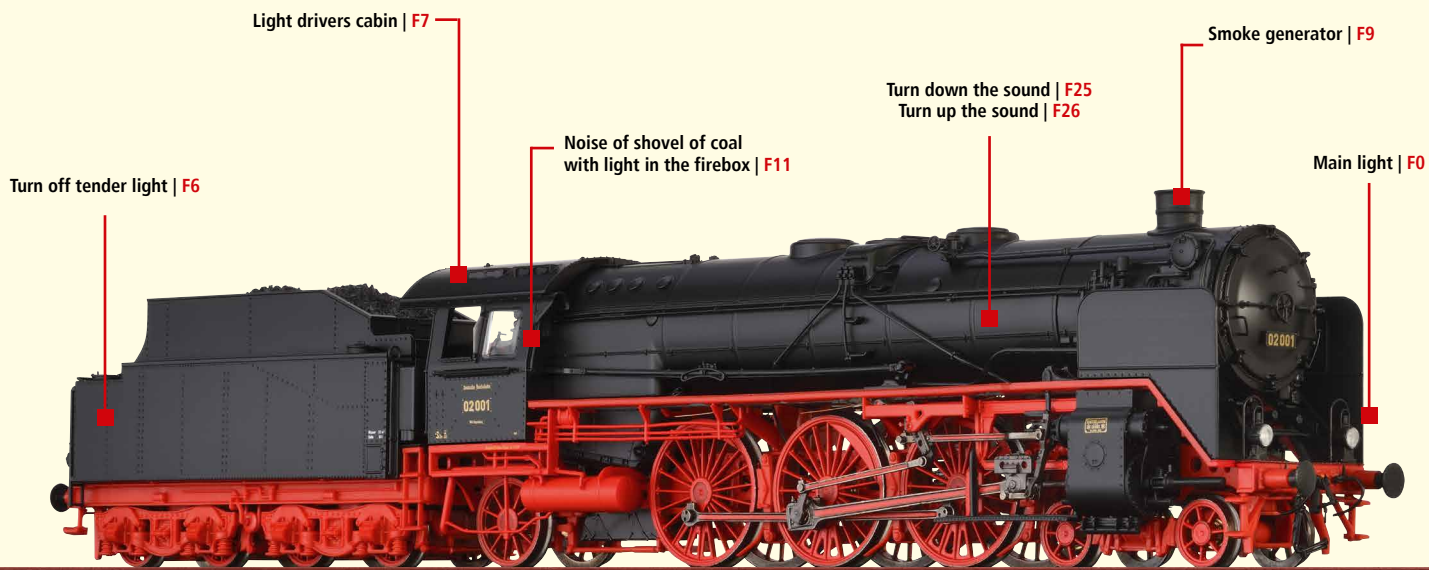 Light drivers cabin | F7
Smoke generator | F9
Turn down the sound | F25
Turn up the sound | F26
Noise of shovel of coal
with light in the firebox | F11
Main light | F0
Turn off tender light | F6
02 001
02 001